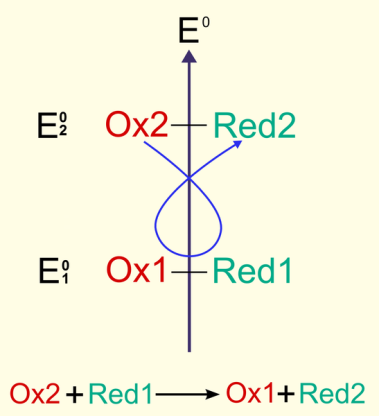 E⁰
E⁰₂ Ox2 Red2
E⁰₁ Ox1 Red1
Ox2 + Red1 ⟶ Ox1 + Red2